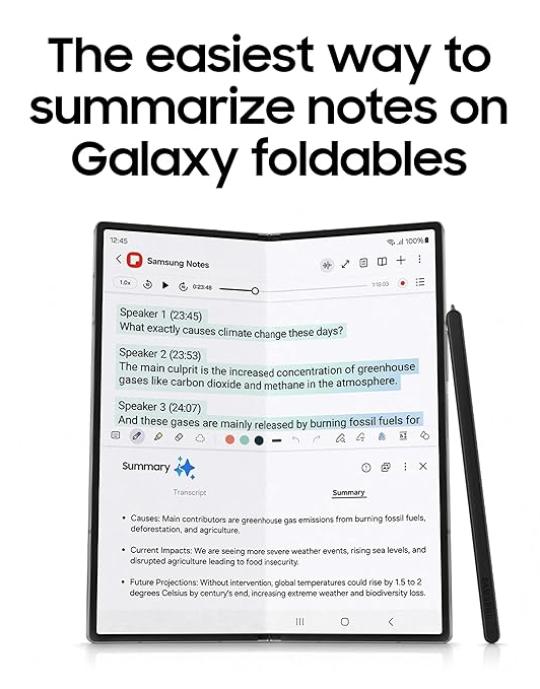 The easiest way to
summarize notes on
Galaxy foldables
12:45
100%
Samsung Notes
1.0x
0:23:48
1:18:03
Speaker 1 (23:45)
What exactly causes climate change these days?
Speaker 2 (23:53)
The main culprit is the increased concentration of greenhouse
gases like carbon dioxide and methane in the atmosphere.
Speaker 3 (24:07)
And these gases are mainly released by burning fossil fuels for
Summary
Transcript
Summary
• Causes: Main contributors are greenhouse gas emissions from burning fossil fuels,
deforestation, and agriculture.
• Current Impacts: We are seeing more severe weather events, rising sea levels, and
disrupted agriculture leading to food insecurity.
• Future Projections: Without intervention, global temperatures could rise by 1.5 to 2
degrees Celsius by century's end, increasing extreme weather and biodiversity loss.